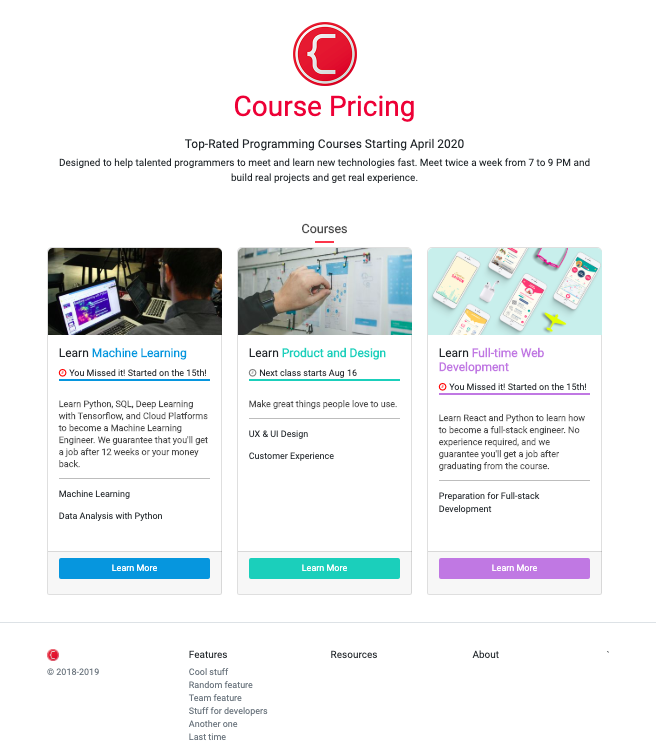 Course Pricing
Top-Rated Programming Courses Starting April 2020
Designed to help talented programmers to meet and learn new technologies fast. Meet twice a week from 7 to 9 PM and
build real projects and get real experience.
Courses
Learn Machine Learning
You Missed it! Started on the 15th!
Learn Python, SQL, Deep Learning
with Tensorflow, and Cloud Platforms
to become a Machine Learning
Engineer. We guarantee that you'll get
a job after 12 weeks or your money
back.
Machine Learning
Data Analysis with Python
Learn More
Learn Product and Design
Next class starts Aug 16
Make great things people love to use.
UX & UI Design
Customer Experience
Learn More
Learn Full-time Web
Development
You Missed it! Started on the 15th!
Learn React and Python to learn how
to become a full-stack engineer. No
experience required, and we
guarantee you'll get a job after
graduating from the course.
Preparation for Full-stack
Development
Learn More
© 2018-2019
Features
Cool stuff
Random feature
Team feature
Stuff for developers
Another one
Last time
Resources
About
`